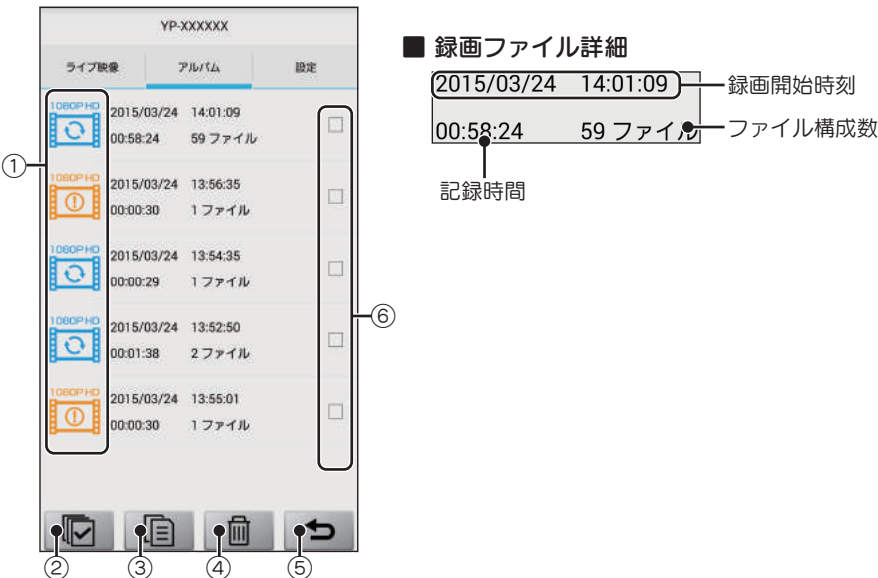 YP-XXXXXX
ライブ映像 アルバム 設定
1080P HD
2015/03/24 14:01:09
00:58:24 59 ファイル
1080P HD
2015/03/24 13:56:35
00:00:30 1 ファイル
1080P HD
2015/03/24 13:54:35
00:00:29 1 ファイル
1080P HD
2015/03/24 13:52:50
00:01:38 2 ファイル
1080P HD
2015/03/24 13:55:01
00:00:30 1 ファイル
①
⑥
② ③ ④ ⑤
■ 録画ファイル詳細
2015/03/24 14:01:09 録画開始時刻
00:58:24 59 ファイル ファイル構成数
記録時間